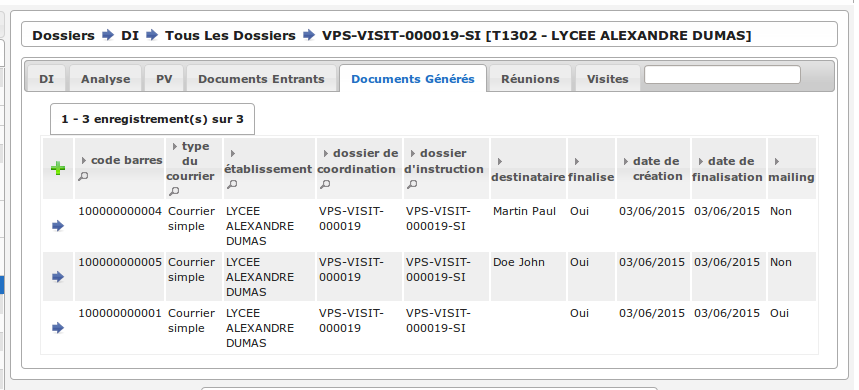 Dossiers DI Tous Les Dossiers VPS-VISIT-000019-SI [T1302 - LYCEE ALEXANDRE DUMAS]
DI Analyse PV Documents Entrants Documents Générés Réunions Visites
1 - 3 enregistrement(s) sur 3
code barres
type du courrier
établissement
dossier de coordination
dossier d'instruction
destinataire
finalise
date de création
date de finalisation
mailing
100000000004 Courrier LYCEE VPS-VISIT- VPS-VISIT- Martin Paul Oui 03/06/2015 03/06/2015 Non
simple ALEXANDRE 000019 000019-SI
DUMAS
100000000005 Courrier LYCEE VPS-VISIT- VPS-VISIT- Doe John Oui 03/06/2015 03/06/2015 Non
simple ALEXANDRE 000019 000019-SI
DUMAS
100000000001 Courrier LYCEE VPS-VISIT- VPS-VISIT- Oui 03/06/2015 03/06/2015 Oui
simple ALEXANDRE 000019 000019-SI
DUMAS